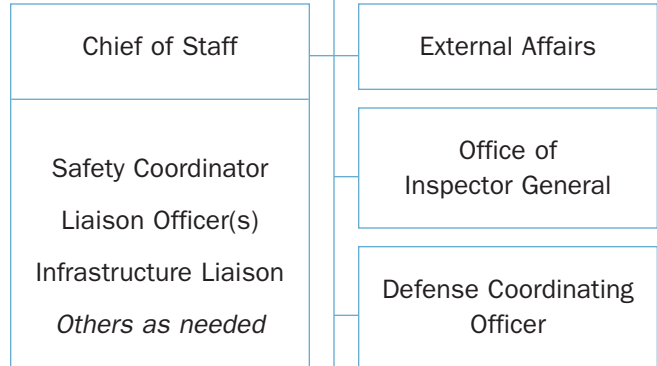 Chief of Staff
Safety Coordinator
Liaison Officer(s)
Infrastructure Liaison
Others as needed
External Affairs
Office of
Inspector General
Defense Coordinating
Officer